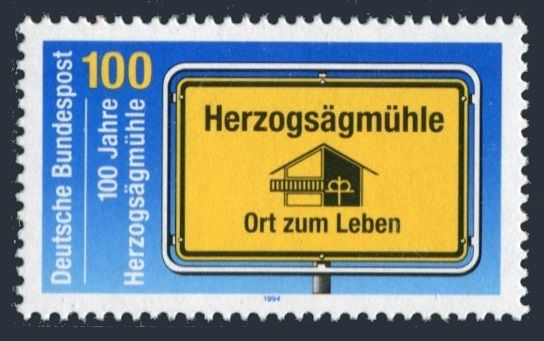 Deutsche Bundespost
100
100 Jahre
Herzogsägmühle
Herzogsägmühle
Ort zum Leben
1994